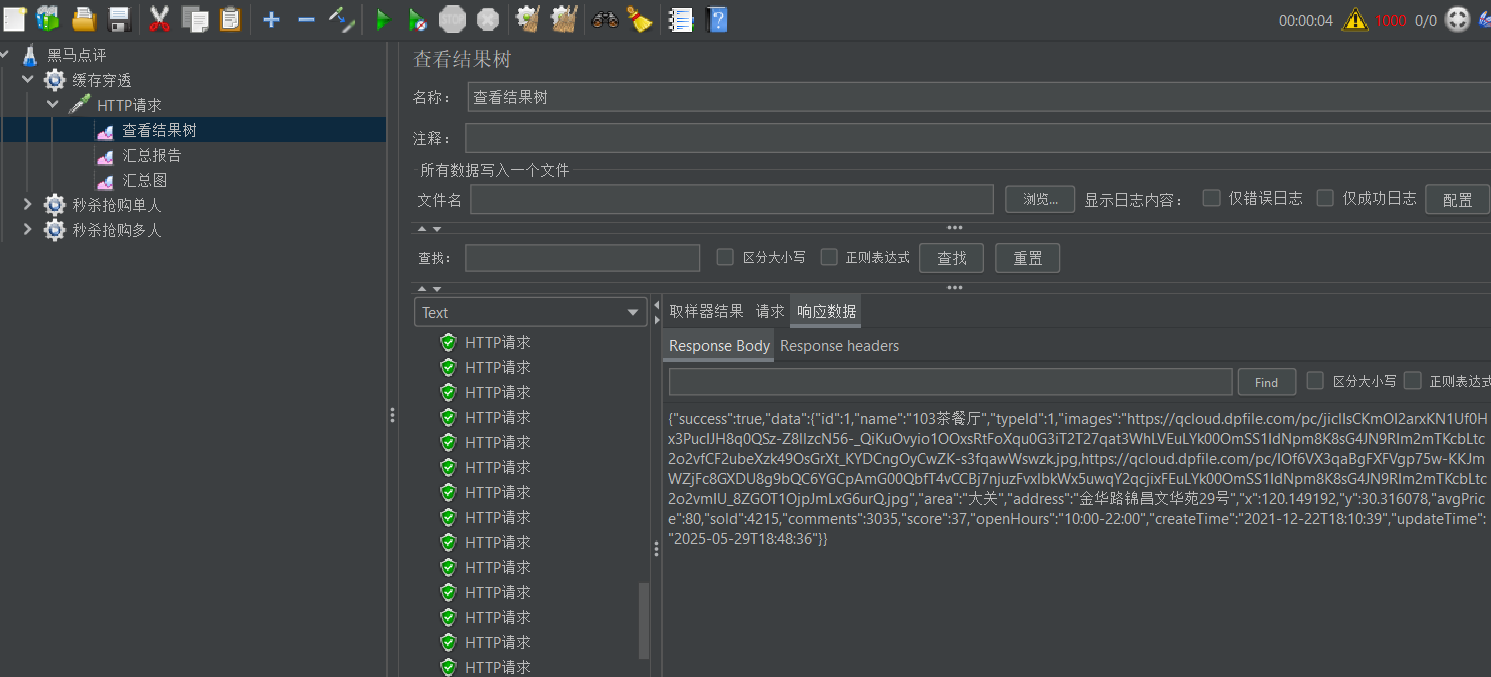 STOP
00:00:04 1000 0/0
黑马点评
缓存穿透
HTTP请求
查看结果树
汇总报告
汇总图
秒杀抢购单人
秒杀抢购多人
查看结果树
名称： 查看结果树
注释：
所有数据写入一个文件
文件名 浏览... 显示日志内容： 仅错误日志 仅成功日志 配置
查找： 区分大小写 正则表达式 查找 重置
Text
取样器结果 请求 响应数据
Response Body Response headers
Find 区分大小写 正则表达式
HTTP请求
HTTP请求
HTTP请求
HTTP请求
HTTP请求
HTTP请求
HTTP请求
HTTP请求
HTTP请求
HTTP请求
HTTP请求
HTTP请求
HTTP请求
HTTP请求
{"success":true,"data":{"id":1,"name":"103茶餐厅","typeId":1,"images":"https://qcloud.dpfile.com/pc/jiclIsCKmOI2arxKN1Uf0H
x3PucIJH8q0QSz-Z8llzcN56-_QiKuOvyio1OOxsRtFoXqu0G3iT2T27qat3WhLVEuLYk00OmSS1IdNpm8K8sG4JN9RIm2mTKcbLtc
2o2vfCF2ubeXzk49OsGrXt_KYDCngOyCwZK-s3fqawWswzk.jpg,https://qcloud.dpfile.com/pc/IOf6VX3qaBgFXFVgp75w-KKJm
WZjFc8GXDU8g9bQC6YGCpAmG00QbfT4vCCBj7njuzFvxlbkWx5uwqY2qcjixFEuLYk00OmSS1IdNpm8K8sG4JN9RIm2mTKcbLtc
2o2vmIU_8ZGOT1OjpJmLxG6urQ.jpg","area":"大关","address":"金华路锦昌文华苑29号","x":120.149192,"y":30.316078,"avgPric
e":80,"sold":4215,"comments":3035,"score":37,"openHours":"10:00-22:00","createTime":"2021-12-22T18:10:39","updateTime":
"2025-05-29T18:48:36"}}